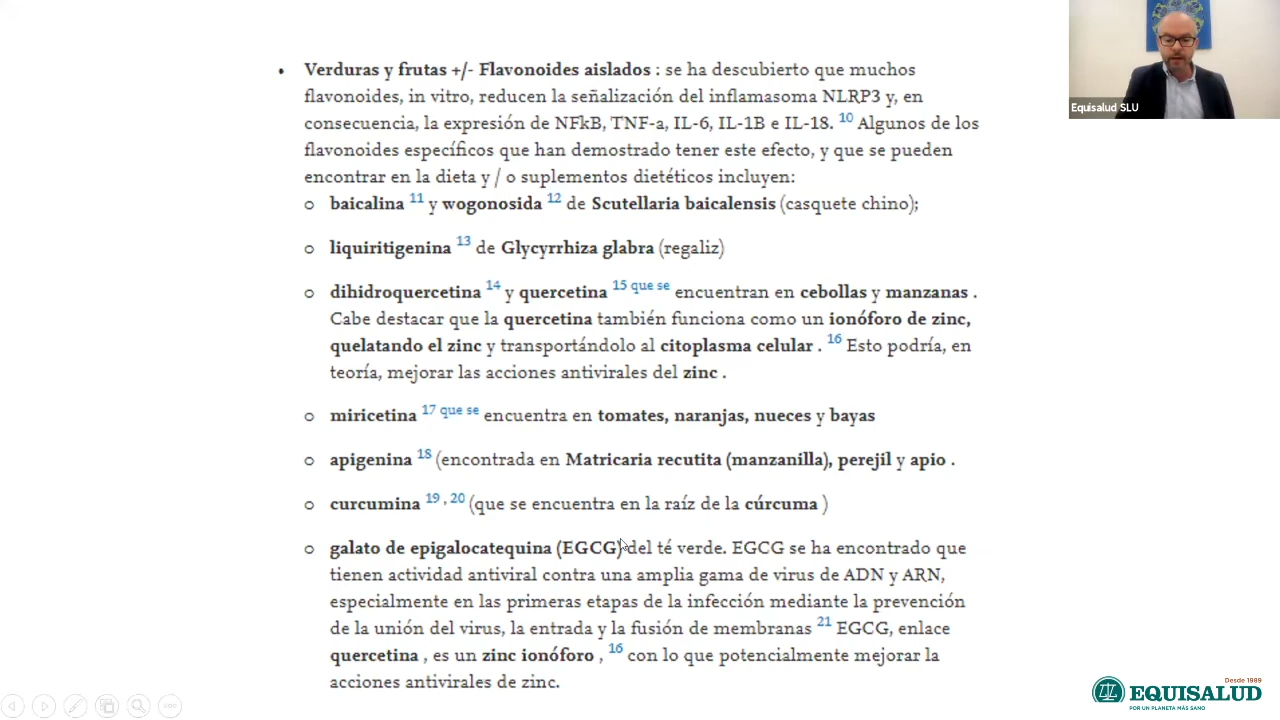 • Verduras y frutas +/- Flavonoides aislados : se ha descubierto que muchos
flavonoides, in vitro, reducen la señalización del inflamasoma NLRP3 y, en
consecuencia, la expresión de NFkB, TNF-a, IL-6, IL-1B e IL-18. 10 Algunos de los
flavonoides específicos que han demostrado tener este efecto, y que se pueden
encontrar en la dieta y / o suplementos dietéticos incluyen:
o baicalina 11 y wogonosida 12 de Scutellaria baicalensis (casquete chino);
o liquiritigenina 13 de Glycyrrhiza glabra (regaliz)
o dihidroquercetina 14 y quercetina 15 que se encuentran en cebollas y manzanas .
Cabe destacar que la quercetina también funciona como un ionóforo de zinc,
quelatando el zinc y transportándolo al citoplasma celular . 16 Esto podría, en
teoría, mejorar las acciones antivirales del zinc .
o miricetina 17 que se encuentra en tomates, naranjas, nueces y bayas
o apigenina 18 (encontrada en Matricaria recutita (manzanilla), perejil y apio .
o curcumina 19 , 20 (que se encuentra en la raíz de la cúrcuma )
o galato de epigalocatequina (EGCG) del té verde. EGCG se ha encontrado que
tienen actividad antiviral contra una amplia gama de virus de ADN y ARN,
especialmente en las primeras etapas de la infección mediante la prevención
de la unión del virus, la entrada y la fusión de membranas 21 EGCG, enlace
quercetina , es un zinc ionóforo , 16 con lo que potencialmente mejorar la
acciones antivirales de zinc.
Equisalud SLU
Desde 1989
EQUISALUD
POR UN PLANETA MÁS SANO